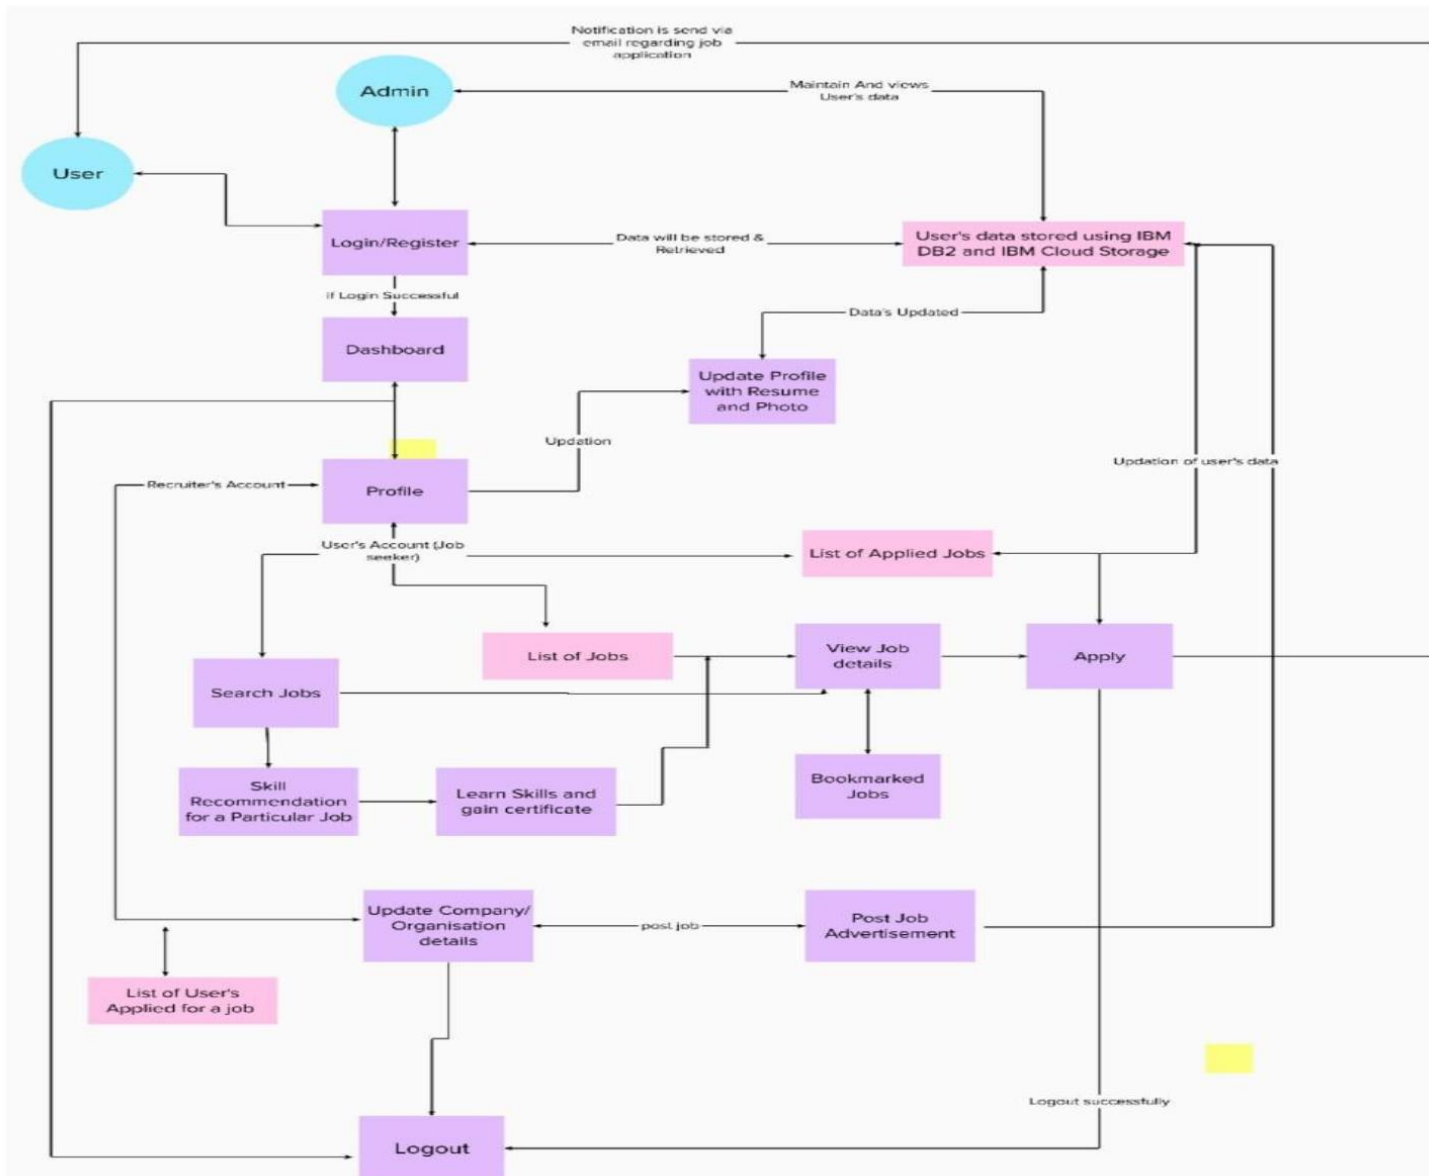 Notification is send via
email regarding job
application
Admin
Maintain And views
User's data
User
Login/Register
Data will be stored &
Retrieved
User's data stored using IBM
DB2 and IBM Cloud Storage
if Login Successful
Data's Updated
Dashboard
Update Profile
with Resume
and Photo
Updation
Updation of user's data
Recruiter's Account
Profile
User's Account (Job
seeker)
List of Applied Jobs
List of Jobs
View Job
details
Apply
Search Jobs
Skill
Recommendation
for a Particular Job
Learn Skills and
gain certificate
Bookmarked
Jobs
Update Company/
Organisation
details
post job
Post Job
Advertisement
List of User's
Applied for a job
Logout successfully
Logout